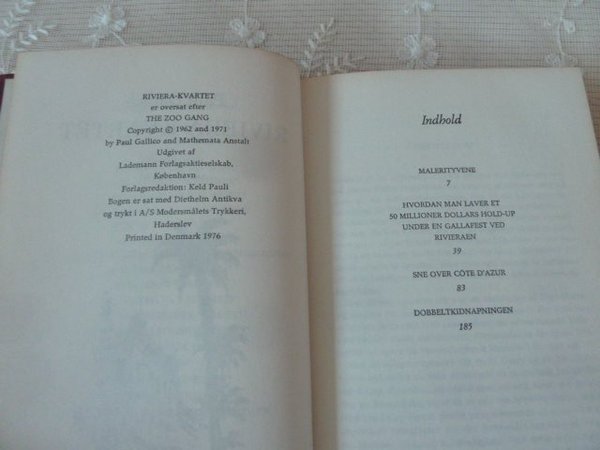 RIVIERA-KVARTET
er oversat efter
THE ZOO GANG
Copyright © 1962 and 1971
by Paul Gallico and Mathemata Anstalt
Udgivet af
Lademann Forlagsaktieselskab,
København
Forlagsredaktion: Keld Pauli
Bogen er sat med Diethelm Antikva
og trykt i A/S Modersmålets Trykkeri,
Haderslev
Printed in Denmark 1976
Indhold
MALERITYVENE
7
HVORDAN MAN LAVER ET
50 MILLIONER DOLLARS HOLD-UP
UNDER EN GALLAFEST VED
RIVIERAEN
39
SNE OVER CÔTE D'AZUR
83
DOBBELTKIDNAPNINGEN
185